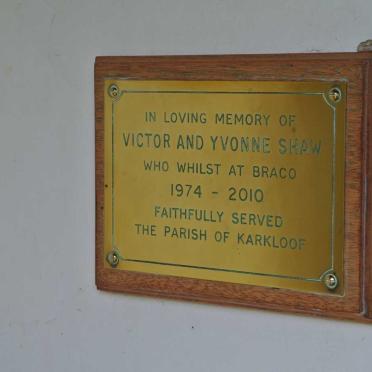 IN LOVING MEMORY OF
VICTOR AND YVONNE SHAW
WHO WHILST AT BRACO
1974 - 2010
FAITHFULLY SERVED
THE PARISH OF KARKLOOF